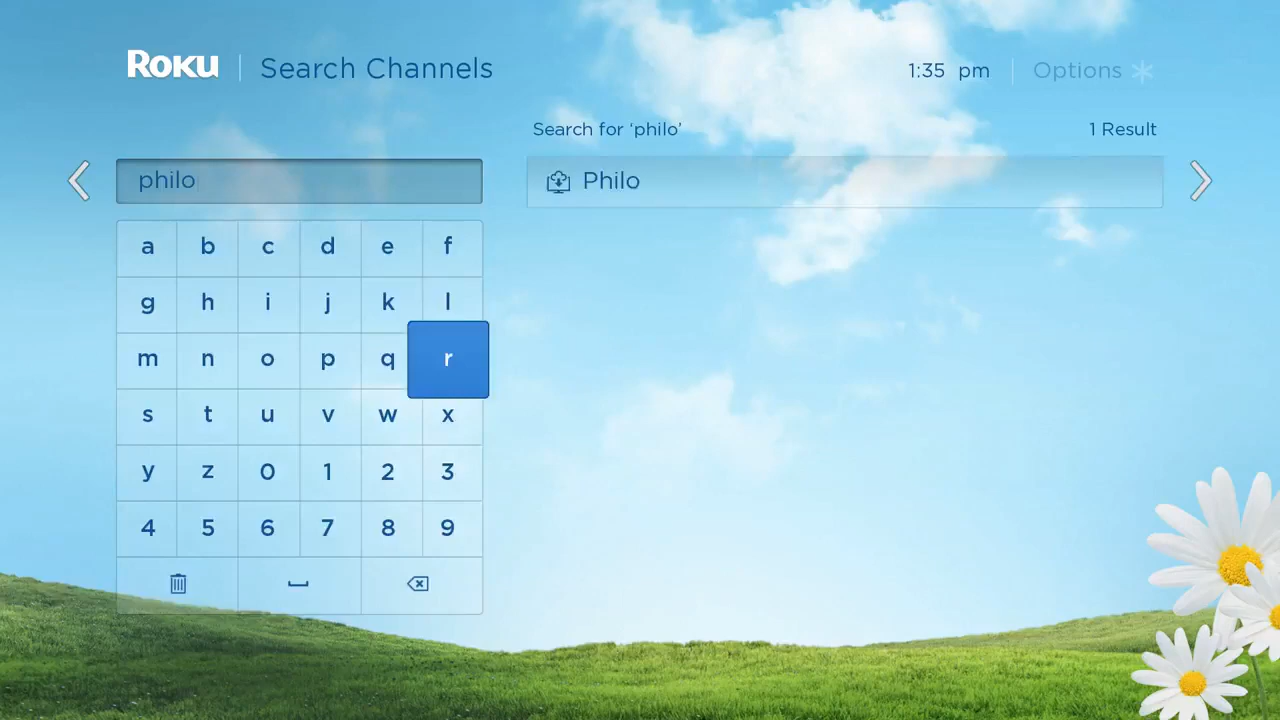 Roku | Search Channels
1:35 pm | Options *
Search for ‘philo’ 1 Result
philo
Philo
a b c d e f
g h i j k l
m n o p q r
s t u v w x
y z 0 1 2 3
4 5 6 7 8 9